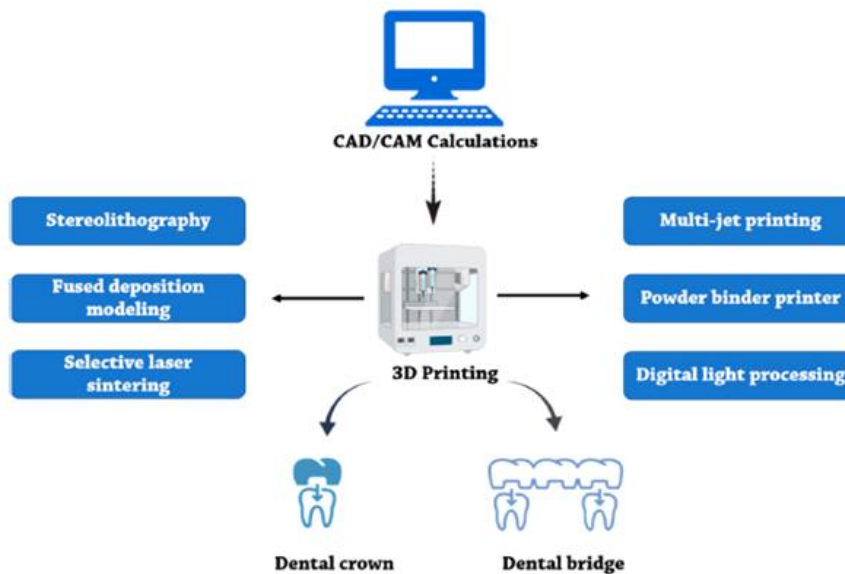 CAD/CAM Calculations
Stereolithography
Multi-jet printing
Fused deposition
modeling
Powder binder printer
Selective laser
sintering
Digital light processing
3D Printing
Dental crown
Dental bridge